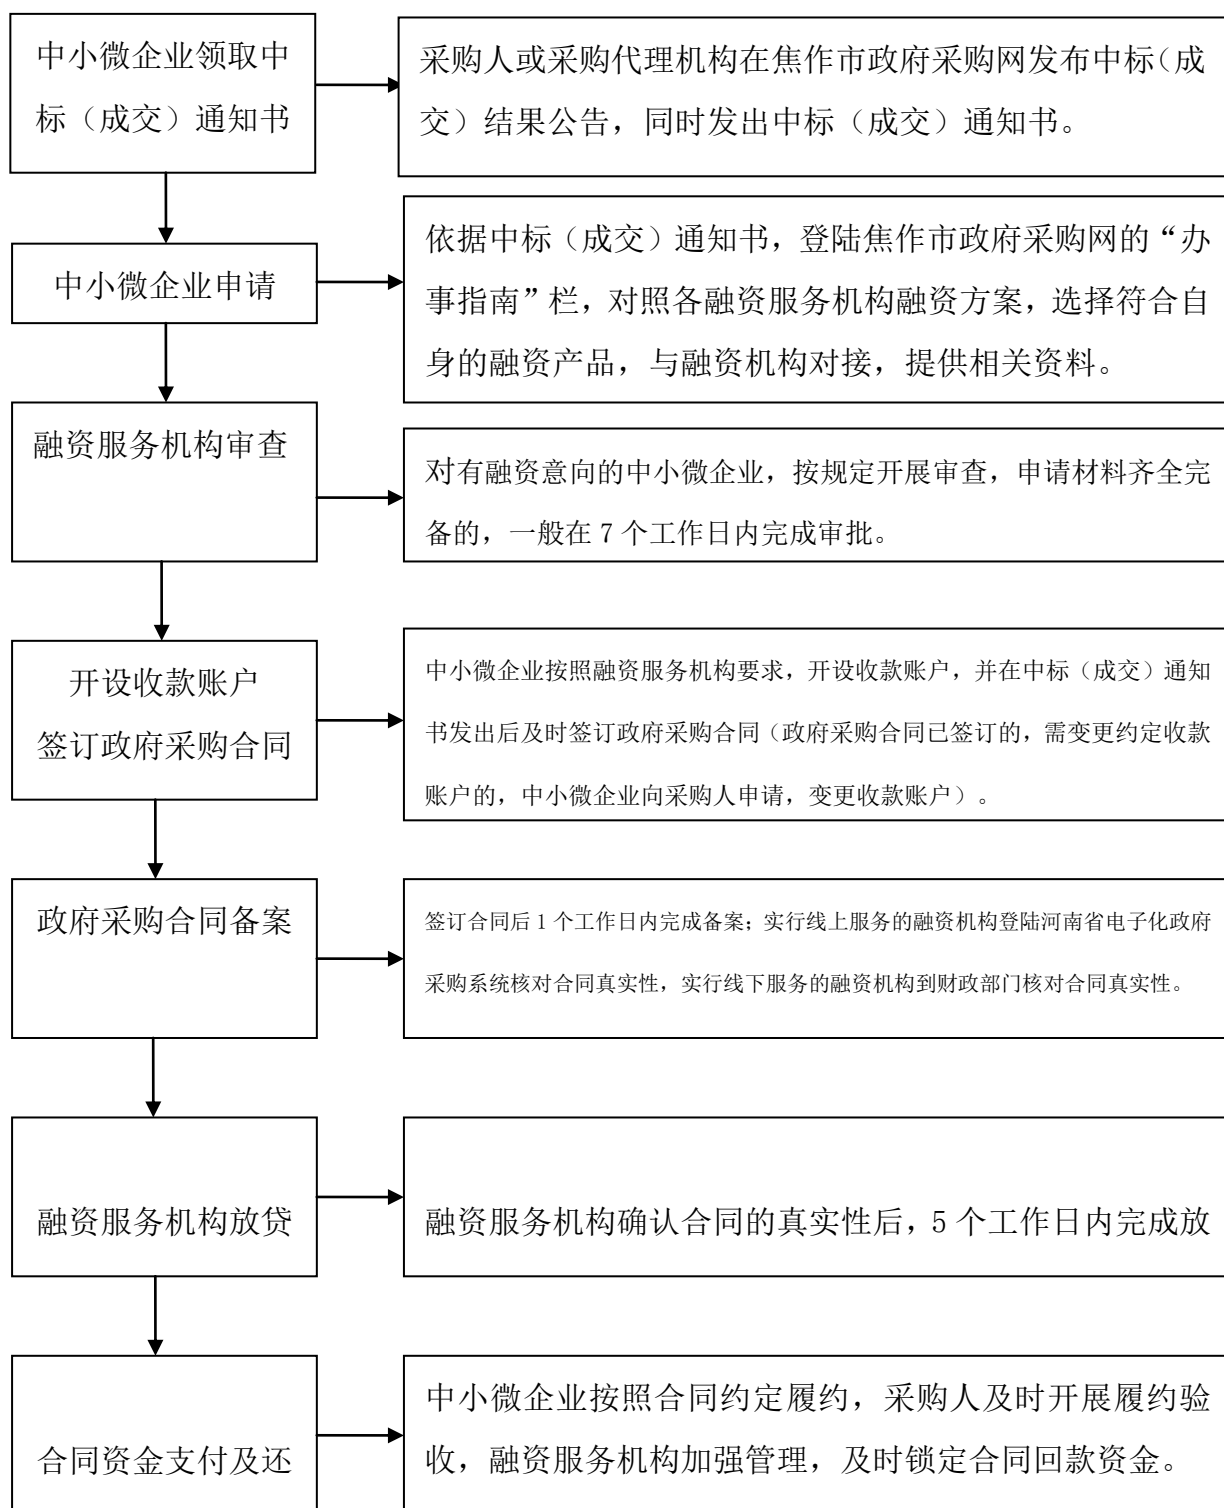 中小微企业领取中
标（成交）通知书
采购人或采购代理机构在焦作市政府采购网发布中标（成
交）结果公告，同时发出中标（成交）通知书。
中小微企业申请
依据中标（成交）通知书，登陆焦作市政府采购网的“办
事指南”栏，对照各融资服务机构融资方案，选择符合自
身的融资产品，与融资机构对接，提供相关资料。
融资服务机构审查
对有融资意向的中小微企业，按规定开展审查，申请材料齐全完
备的，一般在 7 个工作日内完成审批。
开设收款账户
签订政府采购合同
中小微企业按照融资服务机构要求，开设收款账户，并在中标（成交）通知
书发出后及时签订政府采购合同（政府采购合同已签订的，需变更约定收款
账户的，中小微企业向采购人申请，变更收款账户）。
政府采购合同备案
签订合同后 1 个工作日内完成备案；实行线上服务的融资机构登陆河南省电子化政府
采购系统核对合同真实性，实行线下服务的融资机构到财政部门核对合同真实性。
融资服务机构放贷
融资服务机构确认合同的真实性后，5 个工作日内完成放
合同资金支付及还
中小微企业按照合同约定履约，采购人及时开展履约验
收，融资服务机构加强管理，及时锁定合同回款资金。